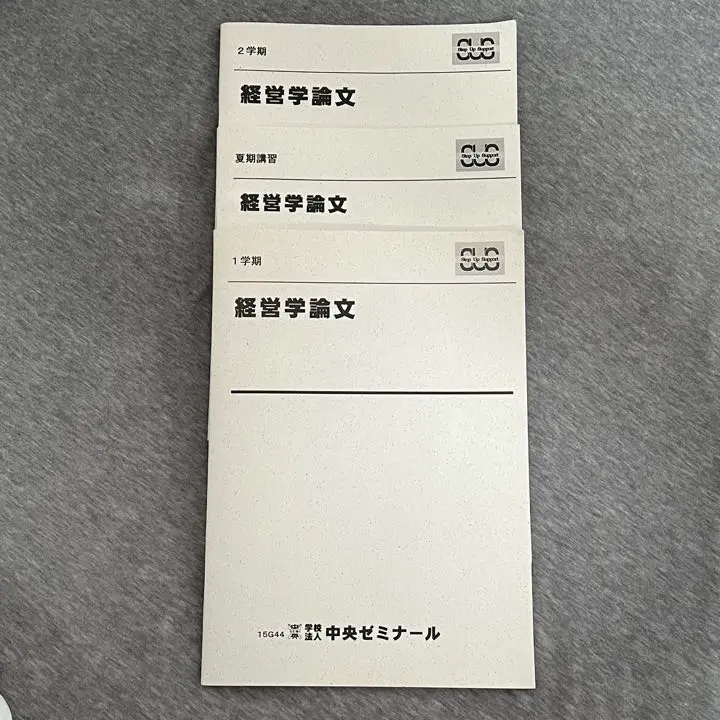 2学期
Step Up Support
経営学論文
夏期講習
Step Up Support
経営学論文
1学期
Step Up Support
経営学論文
15G44 中央 学校法人 中央ゼミナール